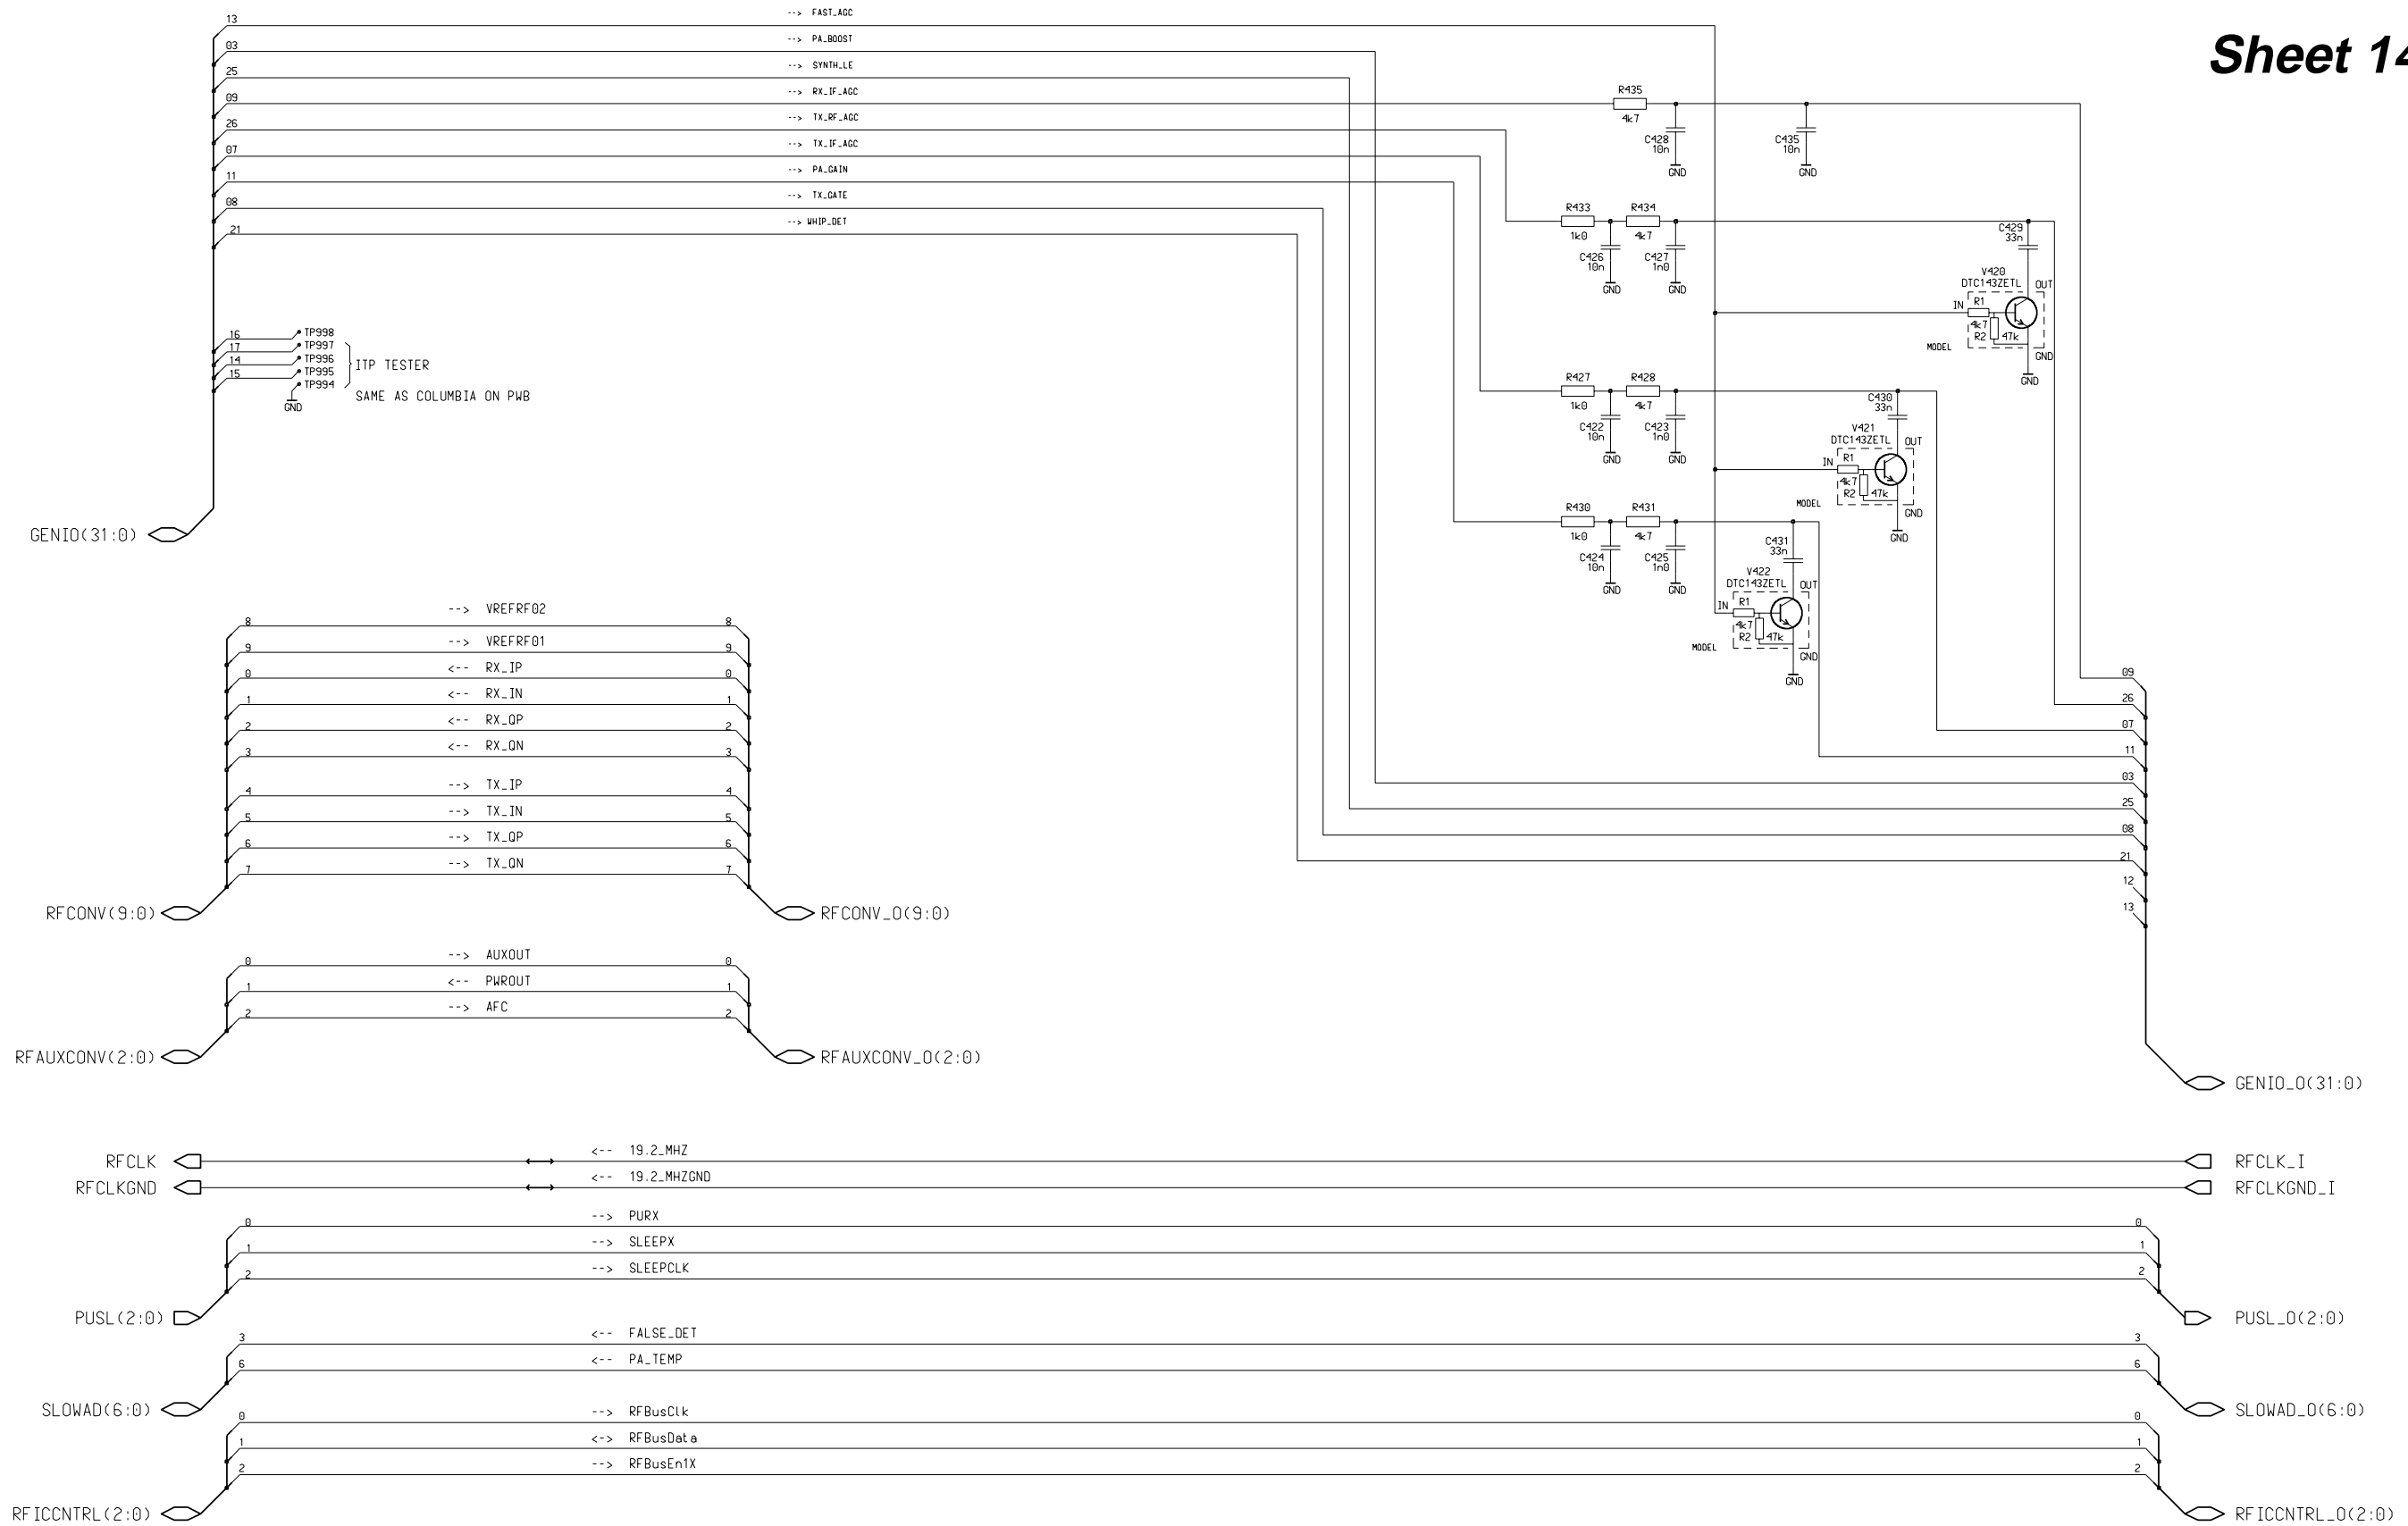 Sheet 14
13 --> FAST_AGC
03 --> PA_BOOST
25 --> SYNTH_LE
09 --> RX_IF_AGC
26 --> TX_RF_AGC
07 --> TX_IF_AGC
11 --> PA_GAIN
08 --> TX_GATE
21 --> WHIP_DET
R435
4k7
C428
10n
GND
C435
10n
GND
R433
1k0
R434
4k7
C426
10n
GND
C427
1n0
GND
C429
33n
V420
DTC143ZETL
OUT
IN
R1
4k7
R2
47k
MODEL
GND
GND
16 TP998
17 TP997
14 TP996
15 TP995
TP994
GND
ITP TESTER
SAME AS COLUMBIA ON PWB
R427
1k0
R428
4k7
C422
10n
GND
C423
1n0
GND
C430
33n
V421
DTC143ZETL
OUT
IN
R1
4k7
R2
47k
MODEL
GND
GND
R430
1k0
R431
4k7
C424
10n
GND
C425
1n0
GND
C431
33n
V422
DTC143ZETL
OUT
IN
R1
4k7
R2
47k
MODEL
GND
GND
GENIO(31:0)
09
26
07
11
03
25
08
21
12
13
GENIO_O(31:0)
8 --> VREFRF02 8
9 --> VREFRF01 9
0 <-- RX_IP 0
1 <-- RX_IN 1
2 <-- RX_QP 2
3 <-- RX_QN 3
4 --> TX_IP 4
5 --> TX_IN 5
6 --> TX_QP 6
7 --> TX_QN 7
RFCONV(9:0) RFCONV_O(9:0)
0 --> AUXOUT 0
1 <-- PWROUT 1
2 --> AFC 2
RFAUXCONV(2:0) RFAUXCONV_O(2:0)
RFCLK <-- 19.2_MHZ RFCLK_I
RFCLKGND <-- 19.2_MHZGND RFCLKGND_I
0 --> PURX 0
1 --> SLEEPX 1
2 --> SLEEPCLK 2
PUSL(2:0) PUSL_O(2:0)
3 <-- FALSE_DET 3
6 <-- PA_TEMP 6
SLOWAD(6:0) SLOWAD_O(6:0)
0 --> RFBusClk 0
1 <-> RFBusData 1
2 --> RFBusEn1X 2
RFICCNTRL(2:0) RFICCNTRL_O(2:0)